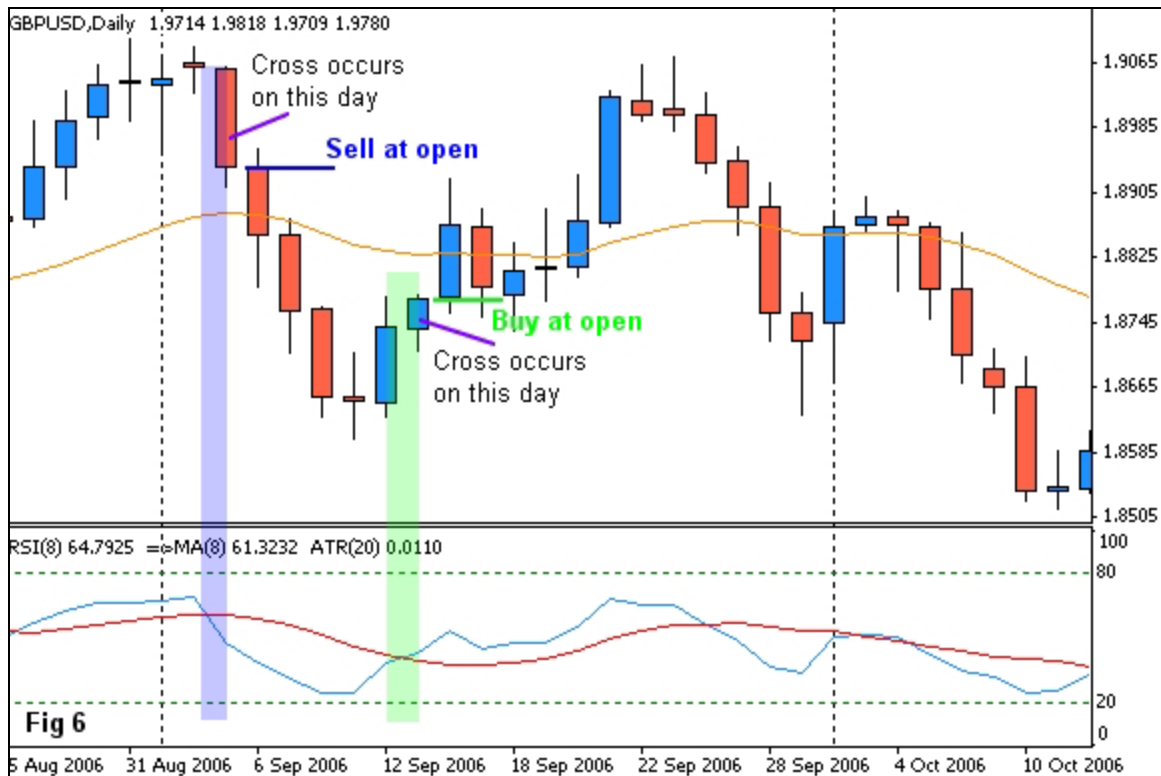 GBPUSD,Daily 1.9714 1.9818 1.9709 1.9780
1.9065
Cross occurs
on this day
1.8985
Sell at open
1.8905
1.8825
1.8745
Buy at open
Cross occurs
on this day
1.8665
1.8585
1.8505
RSI(8) 64.7925 =>MA(8) 61.3232 ATR(20) 0.0110
100
80
20
Fig 6
0
5 Aug 2006 31 Aug 2006 6 Sep 2006 12 Sep 2006 18 Sep 2006 22 Sep 2006 28 Sep 2006 4 Oct 2006 10 Oct 2006